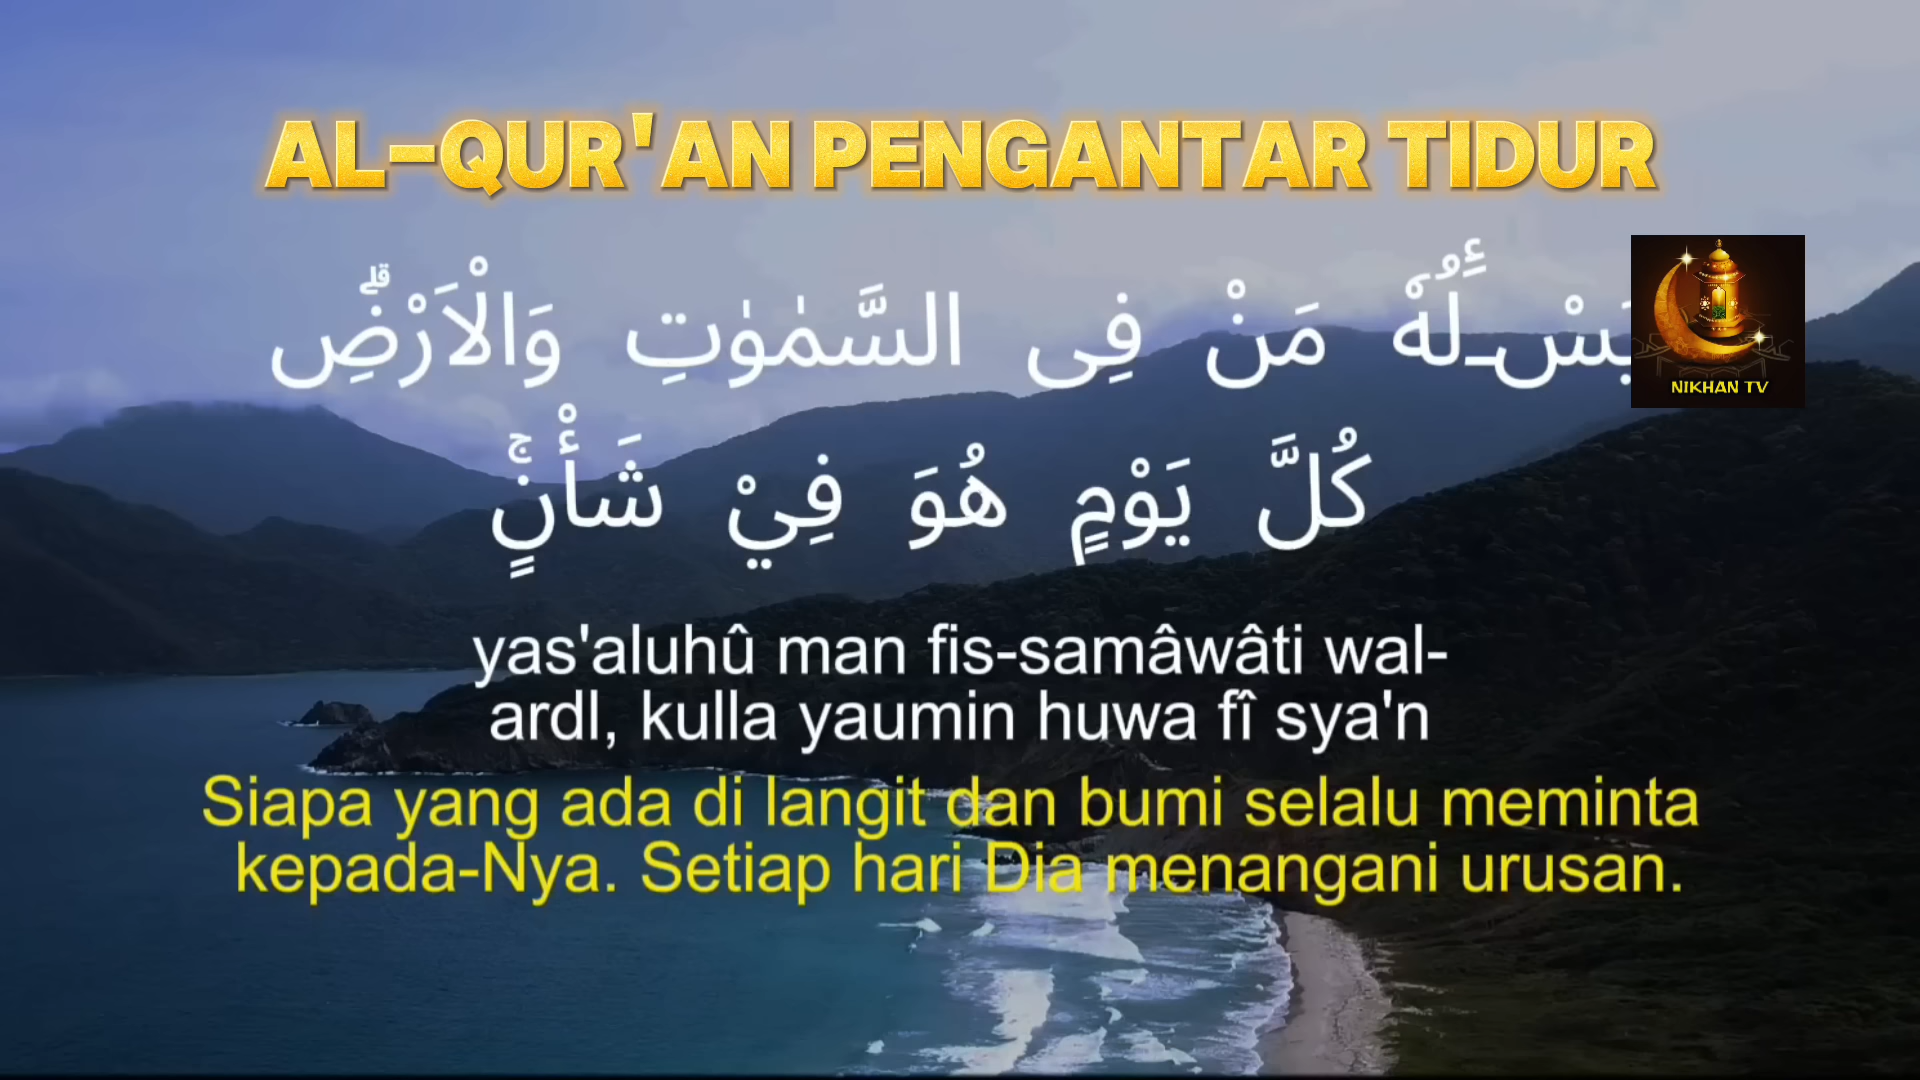 AL-QUR'AN PENGANTAR TIDUR
مَنْ فِى السَّمٰوٰتِ وَالْاَرْضِۗ
كُلَّ يَوْمٍ هُوَ فِيْ شَأْنٍۚ
NIKHAN TV
yas'aluhû man fis-samâwâti wal-
ardl, kulla yaumin huwa fî sya'n
Siapa yang ada di langit dan bumi selalu meminta
kepada-Nya. Setiap hari Dia menangani urusan.